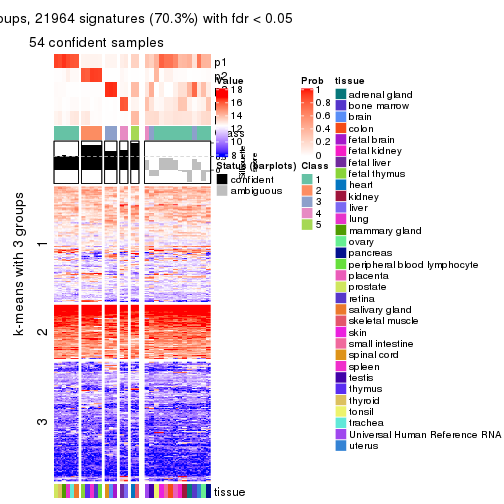 oups, 21964 signatures (70.3%) with fdr < 0.05
54 confident samples
p1
p2
Value
18
16
14
12
10
8
Status (barplots)
confident
ambiguous
Silhouette
score
Prob
1
0.8
0.6
0.4
0.2
0
Class
1
2
3
4
5
tissue
adrenal gland
bone marrow
brain
colon
fetal brain
fetal kidney
fetal liver
fetal thymus
heart
kidney
liver
lung
mammary gland
ovary
pancreas
peripheral blood lymphocyte
placenta
prostate
retina
salivary gland
skeletal muscle
skin
small intestine
spinal cord
spleen
testis
thymus
thyroid
tonsil
trachea
Universal Human Reference RNA
uterus
k-means with 3 groups
1
2
3
tissue